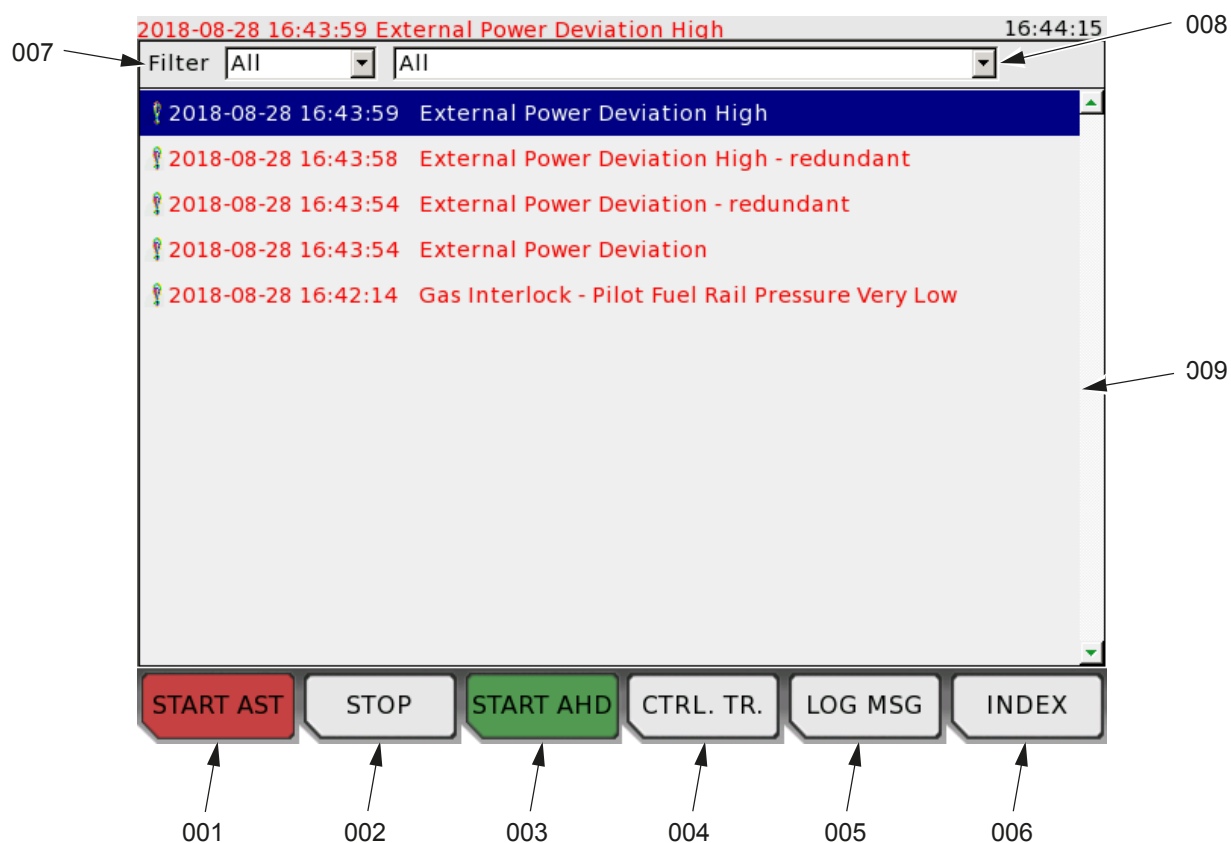 2018-08-28 16:43:59 External Power Deviation High 16:44:15
008
007
Filter All All
2018-08-28 16:43:59 External Power Deviation High
2018-08-28 16:43:58 External Power Deviation High - redundant
2018-08-28 16:43:54 External Power Deviation - redundant
2018-08-28 16:43:54 External Power Deviation
2018-08-28 16:42:14 Gas Interlock - Pilot Fuel Rail Pressure Very Low
009
START AST STOP START AHD CTRL. TR. LOG MSG INDEX
001 002 003 004 005 006